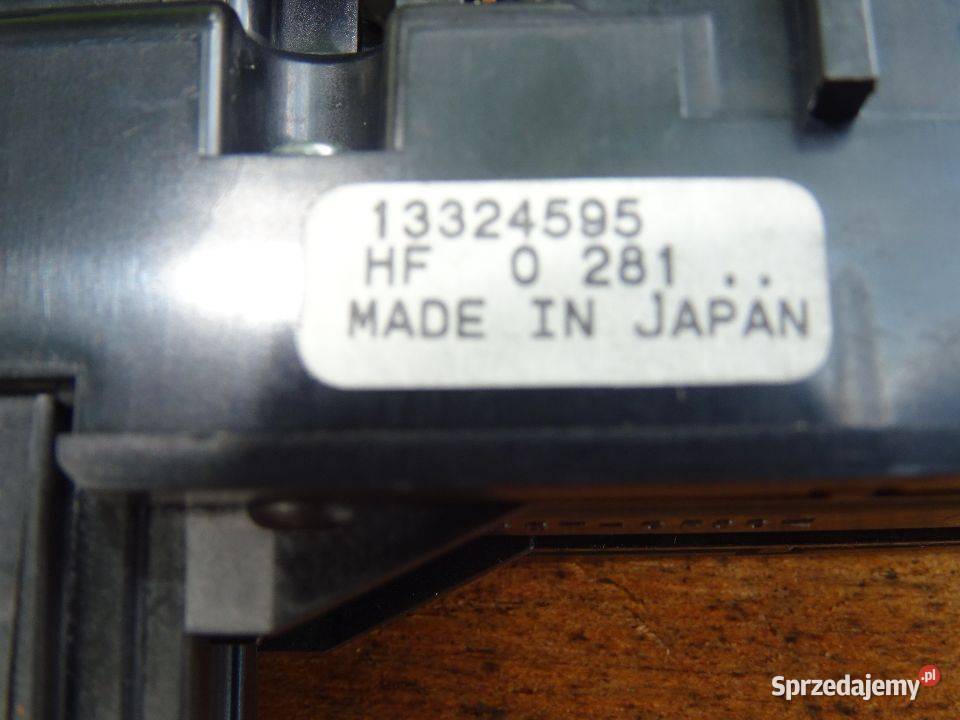 13324595
HF 0 281 ..
MADE IN JAPAN
Sprzedajemy.pl